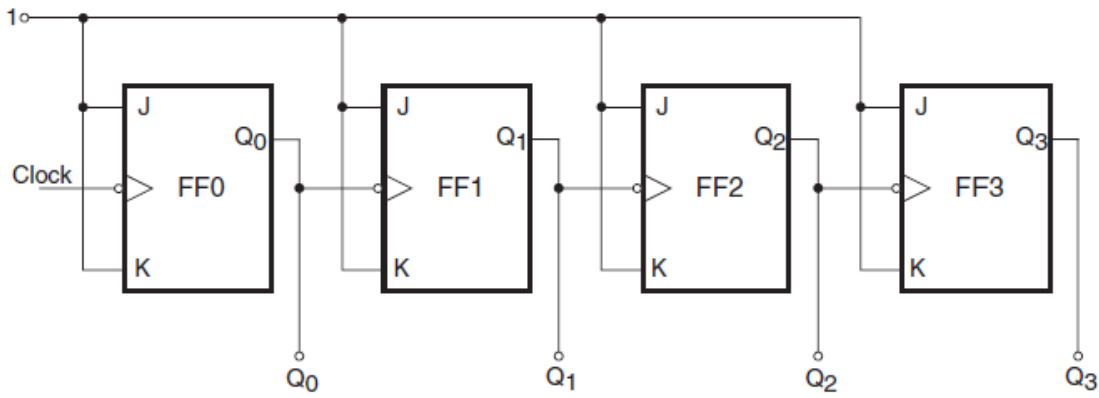 1
J J J J
Q0 Q1 Q2 Q3
Clock FF0 FF1 FF2 FF3
K K K K
Q0 Q1 Q2 Q3